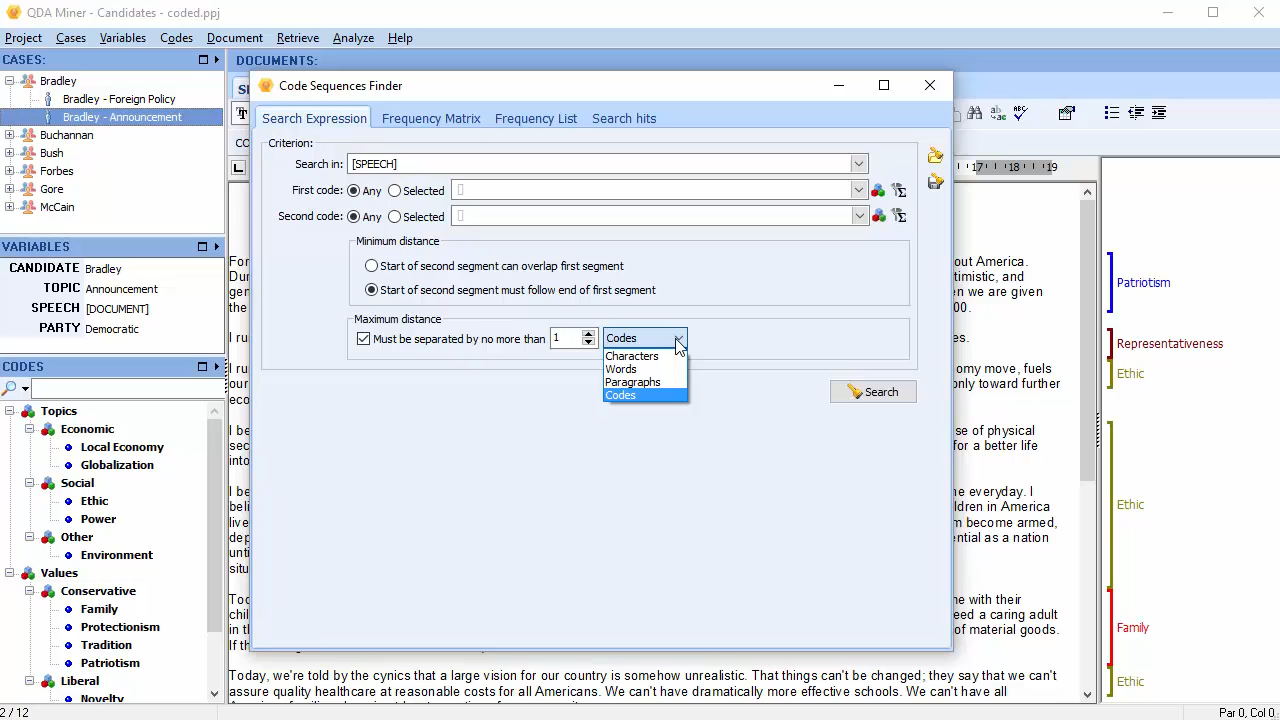 QDA Miner - Candidates - coded.ppj
Project Cases Variables Codes Document Retrieve Analyze Help
CASES:
Bradley
Bradley - Foreign Policy
Bradley - Announcement
Buchannan
Bush
Forbes
Gore
McCain
VARIABLES
CANDIDATE Bradley
TOPIC Announcement
SPEECH [DOCUMENT]
PARTY Democratic
CODES
Topics
Economic
Local Economy
Globalization
Social
Ethic
Power
Other
Environment
Values
Conservative
Family
Protectionism
Tradition
Patriotism
Liberal
Novelty
2 / 12
DOCUMENTS:
Code Sequences Finder
Search Expression Frequency Matrix Frequency List Search hits
Criterion:
Search in: [SPEECH]
First code: Any Selected []
Second code: Any Selected []
Minimum distance
Start of second segment can overlap first segment
Start of second segment must follow end of first segment
Maximum distance
Must be separated by no more than 1 Codes
Characters
Words
Paragraphs
Codes
Search
17 18 19
out America.
timistic, and
en we are given
00.
omy move, fuels
only toward further
se of physical
for a better life
into
he everyday. I
ildren in America
m become armed,
ential as a nation
ne with their
eed a caring adult
of material goods.
Today, we're told by the cynics that a large vision for our country is somehow unrealistic. That things can't be changed; they say that we can't
assure quality healthcare at reasonable costs for all Americans. We can't have dramatically more effective schools. We can't have all
Patriotism
Representativeness
Ethic
Ethic
Family
Ethic
Par 0, Col 0